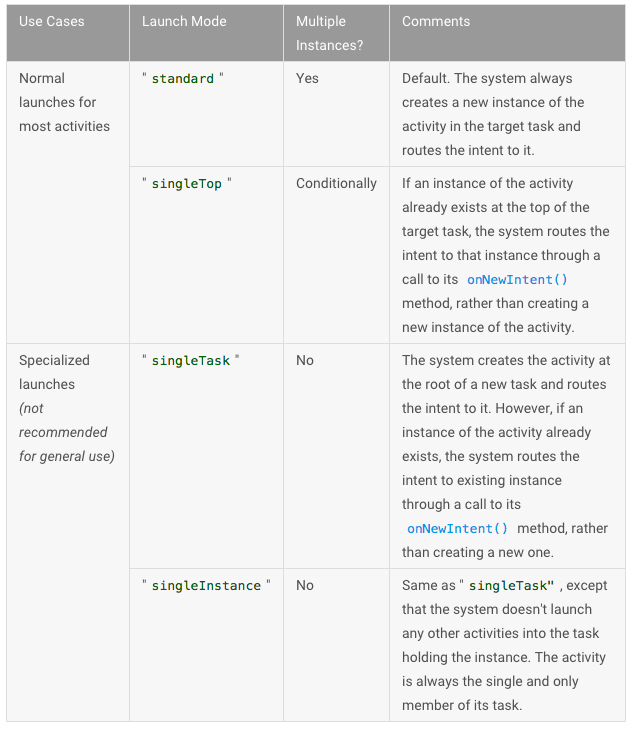 Use Cases
Launch Mode
Multiple
Instances?
Comments
Normal
launches for
most activities
" standard "
Yes
Default. The system always
creates a new instance of the
activity in the target task and
routes the intent to it.
" singleTop "
Conditionally
If an instance of the activity
already exists at the top of the
target task, the system routes the
intent to that instance through a
call to its onNewIntent()
method, rather than creating a
new instance of the activity.
Specialized
launches
(not
recommended
for general use)
" singleTask "
No
The system creates the activity at
the root of a new task and routes
the intent to it. However, if an
instance of the activity already
exists, the system routes the
intent to existing instance
through a call to its
onNewIntent() method, rather
than creating a new one.
" singleInstance "
No
Same as " singleTask" , except
that the system doesn't launch
any other activities into the task
holding the instance. The activity
is always the single and only
member of its task.